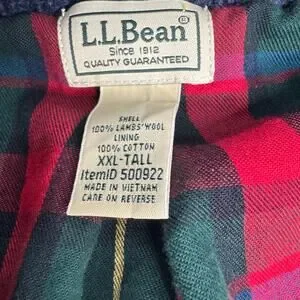 L.L.Bean®
Since 1912
QUALITY GUARANTEED
SHELL
100% LAMBS'WOOL
LINING
100% COTTON
XXL-TALL
ItemID 500922
MADE IN VIETNAM
CARE ON REVERSE